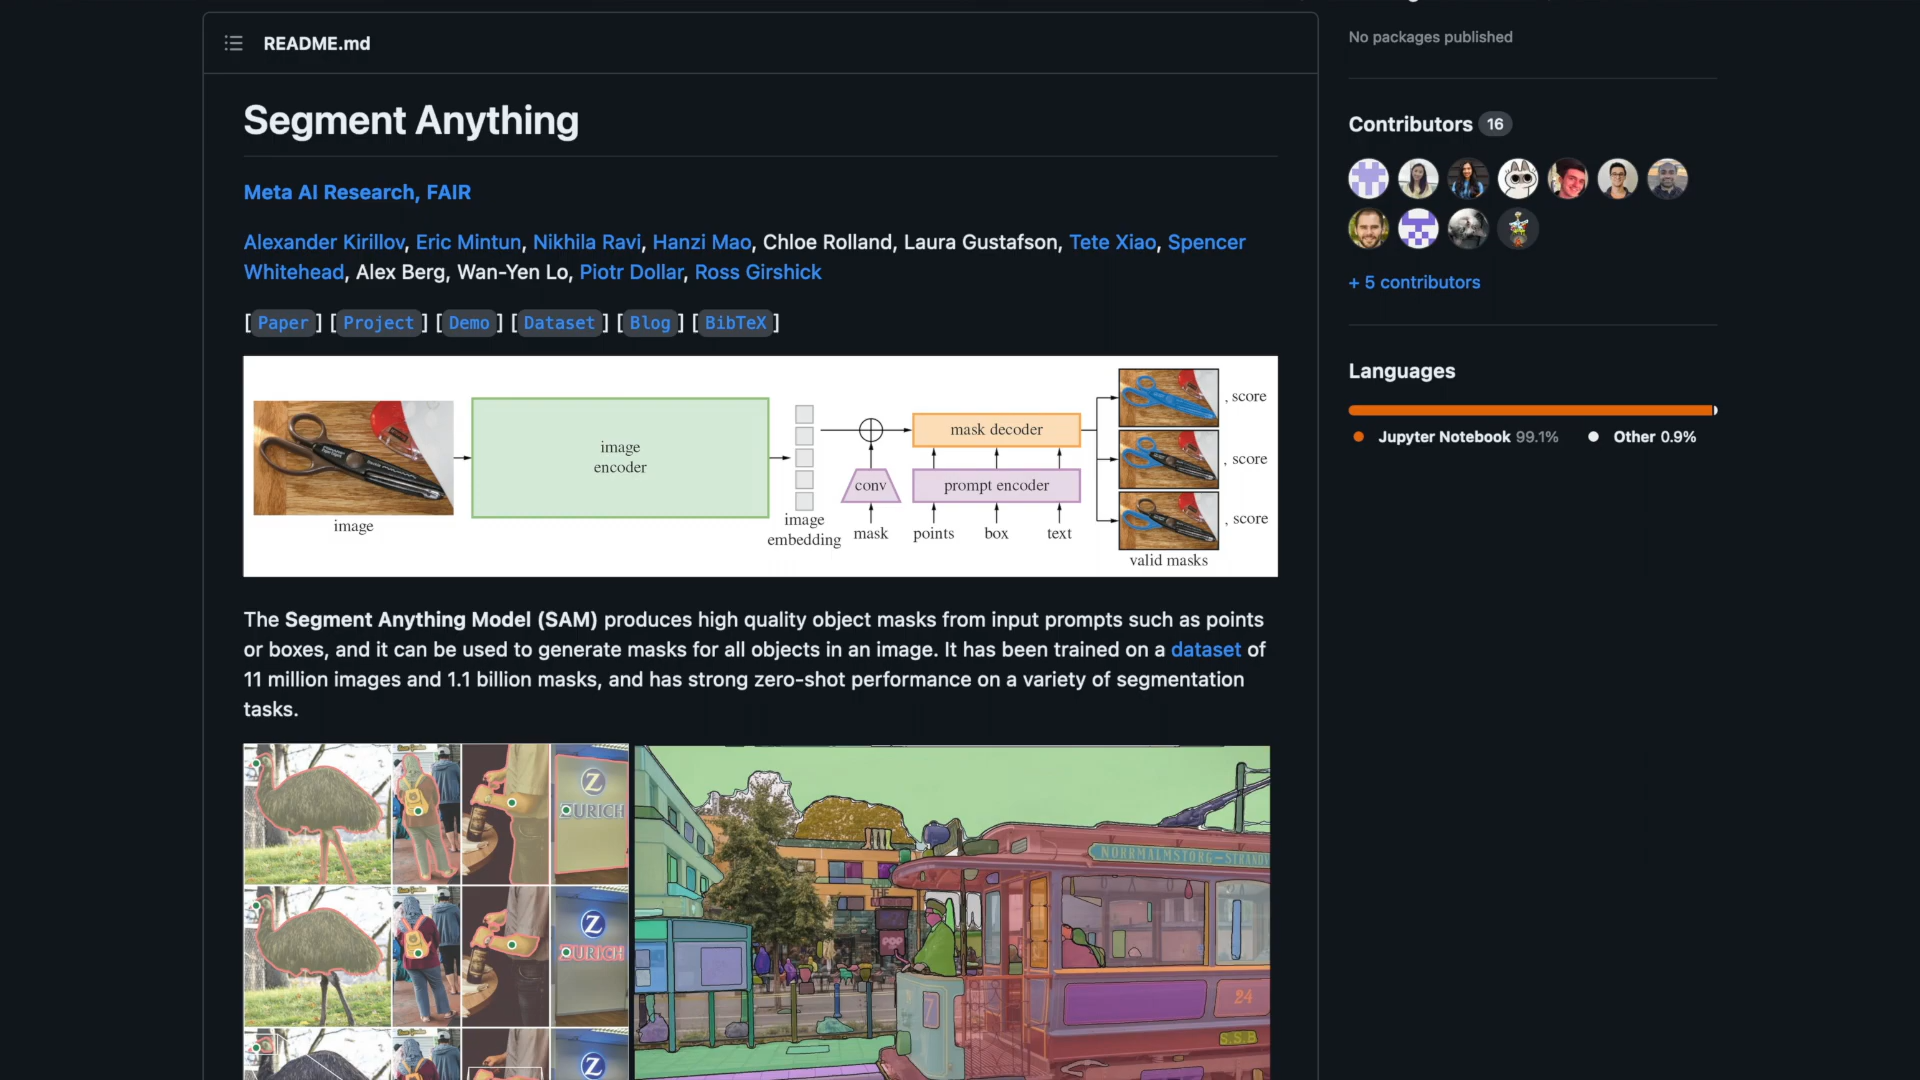 README.md
Segment Anything
Meta AI Research, FAIR
Alexander Kirillov, Eric Mintun, Nikhila Ravi, Hanzi Mao, Chloe Rolland, Laura Gustafson, Tete Xiao, Spencer
Whitehead, Alex Berg, Wan-Yen Lo, Piotr Dollar, Ross Girshick
[Paper] [Project] [Demo] [Dataset] [Blog] [BibTeX]
image
image
encoder
image
embedding
conv
mask
mask decoder
prompt encoder
points
box
text
, score
, score
, score
valid masks
The Segment Anything Model (SAM) produces high quality object masks from input prompts such as points
or boxes, and it can be used to generate masks for all objects in an image. It has been trained on a dataset of
11 million images and 1.1 billion masks, and has strong zero-shot performance on a variety of segmentation
tasks.
Z
ZURICH
Z
ZURICH
Z
NORRMALMSTORG-STRANDV
THE
POP
7
24
S.S.B
No packages published
Contributors 16
+ 5 contributors
Languages
Jupyter Notebook 99.1%
Other 0.9%